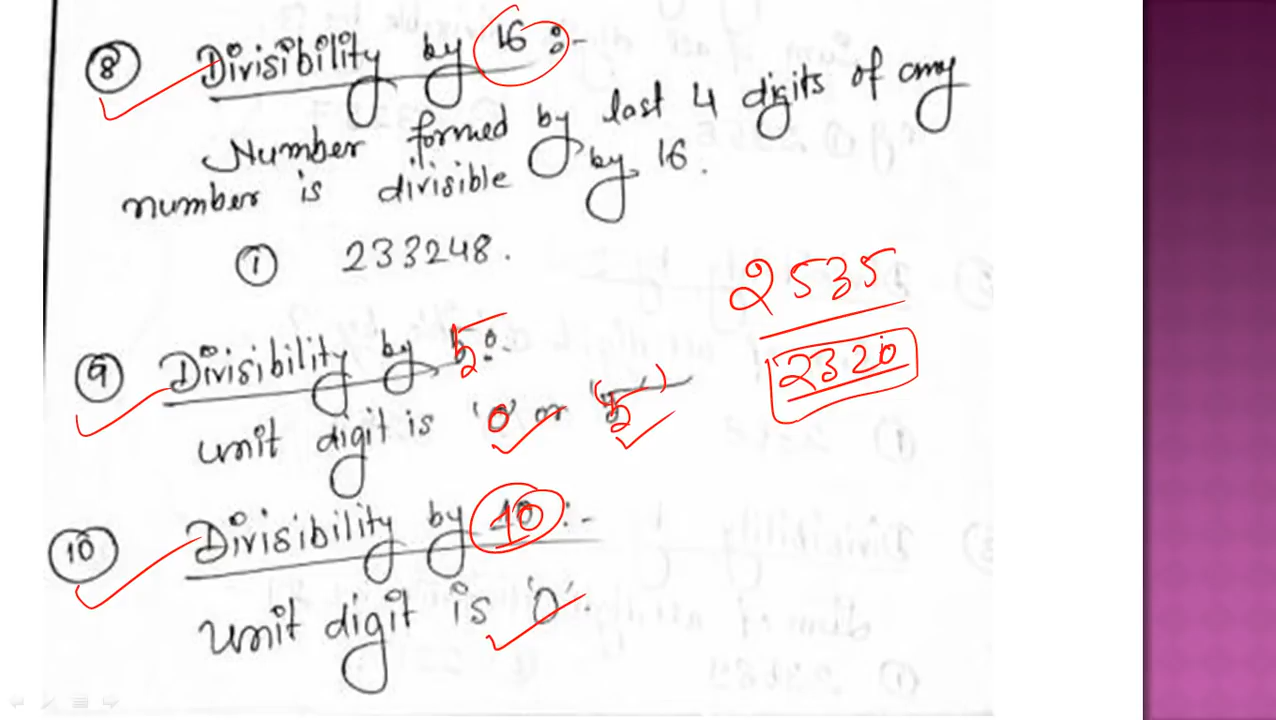 8 Divisibility by 16 :-
Number formed by last 4 digits of any
number is divisible by 16.
1 233248.
2535
2320
9 Divisibility by 5 :-
unit digit is '0' or '5'
10 Divisibility by 10 :-
unit digit is '0'.